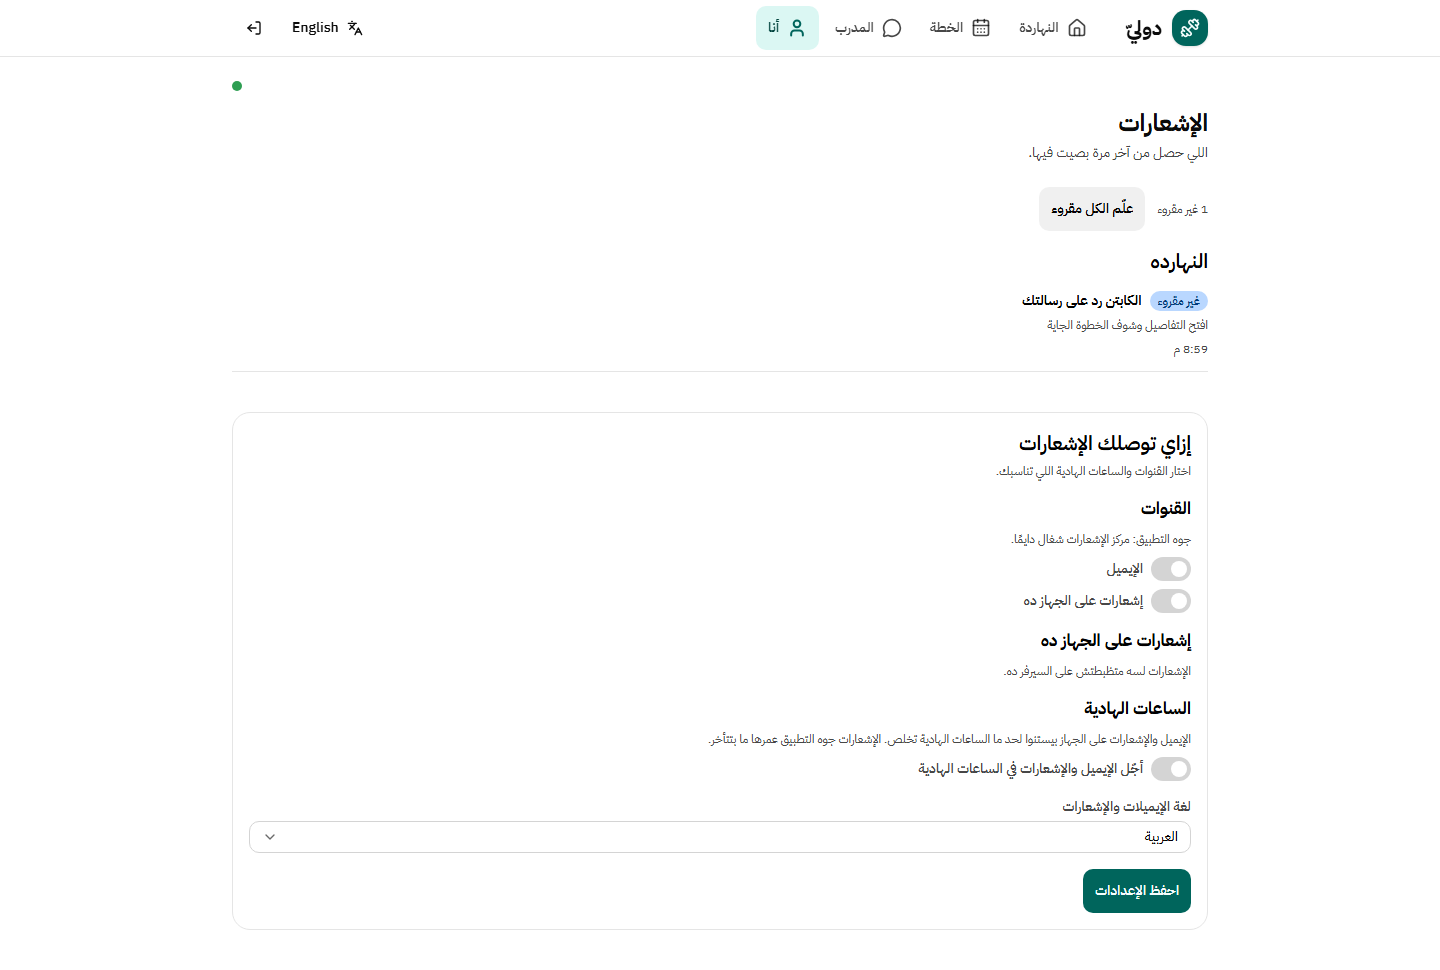 دوليّ
النهاردة
الخطة
المدرب
أنا
English
الإشعارات
اللي حصل من آخر مرة بصيت فيها.
1 غير مقروء
علّم الكل مقروء
النهارده
غير مقروء الكابتن رد على رسالتك
افتح التفاصيل وشوف الخطوة الجاية
8:59 م
إزاي توصلك الإشعارات
اختار القنوات والساعات الهادية اللي تناسبك.
القنوات
جوه التطبيق: مركز الإشعارات شغال دايمًا.
الإيميل
إشعارات على الجهاز ده
إشعارات على الجهاز ده
الإشعارات لسه متظبطتش على السيرفر ده.
الساعات الهادية
الإيميل والإشعارات على الجهاز بيستنوا لحد ما الساعات الهادية تخلص. الإشعارات جوه التطبيق عمرها ما بتتأخر.
أجّل الإيميل والإشعارات في الساعات الهادية
لغة الإيميلات والإشعارات
العربية
احفظ الإعدادات